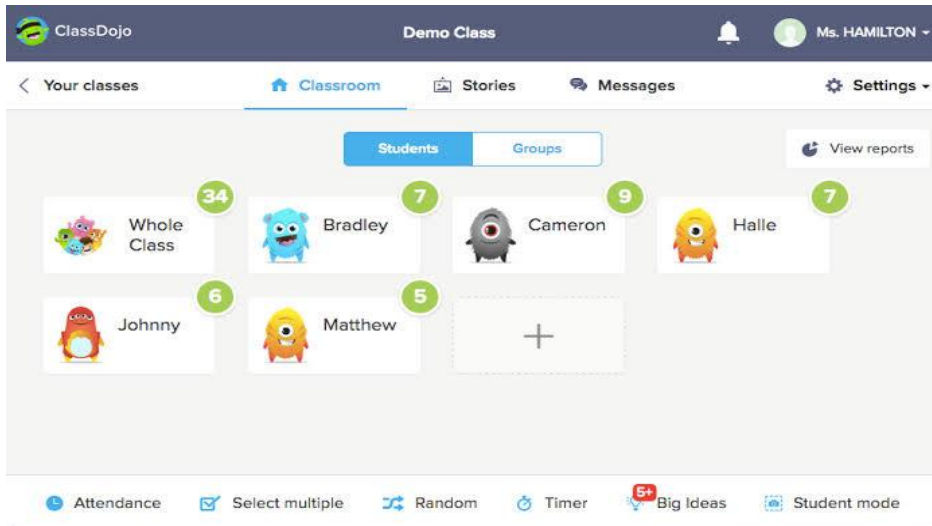 ClassDojo
Demo Class
Ms. HAMILTON
Your classes
Classroom
Stories
Messages
Settings
Students
Groups
View reports
34
Whole
Class
7
Bradley
9
Cameron
7
Halle
6
Johnny
5
Matthew
Attendance
Select multiple
Random
Timer
5+
Big Ideas
Student mode